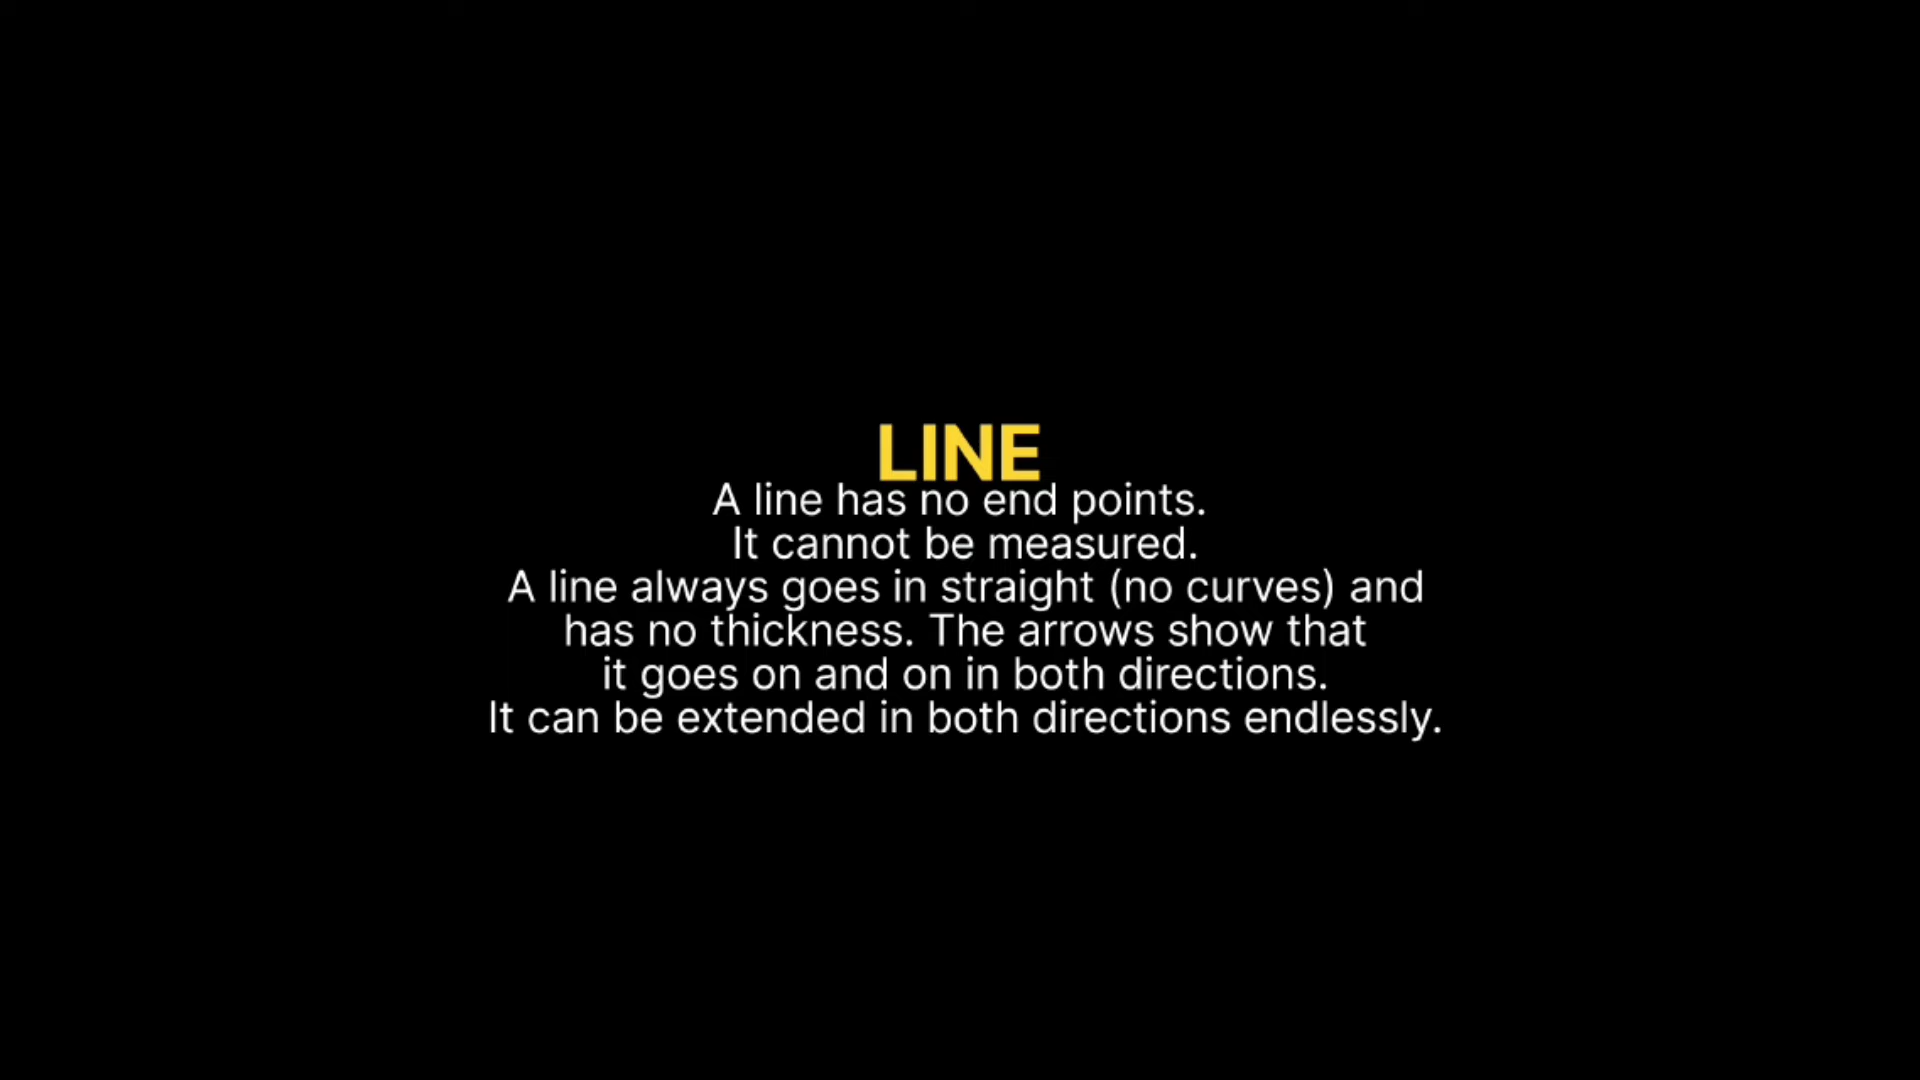 LINE
A line has no end points.
It cannot be measured.
A line always goes in straight (no curves) and
has no thickness. The arrows show that
it goes on and on in both directions.
It can be extended in both directions endlessly.